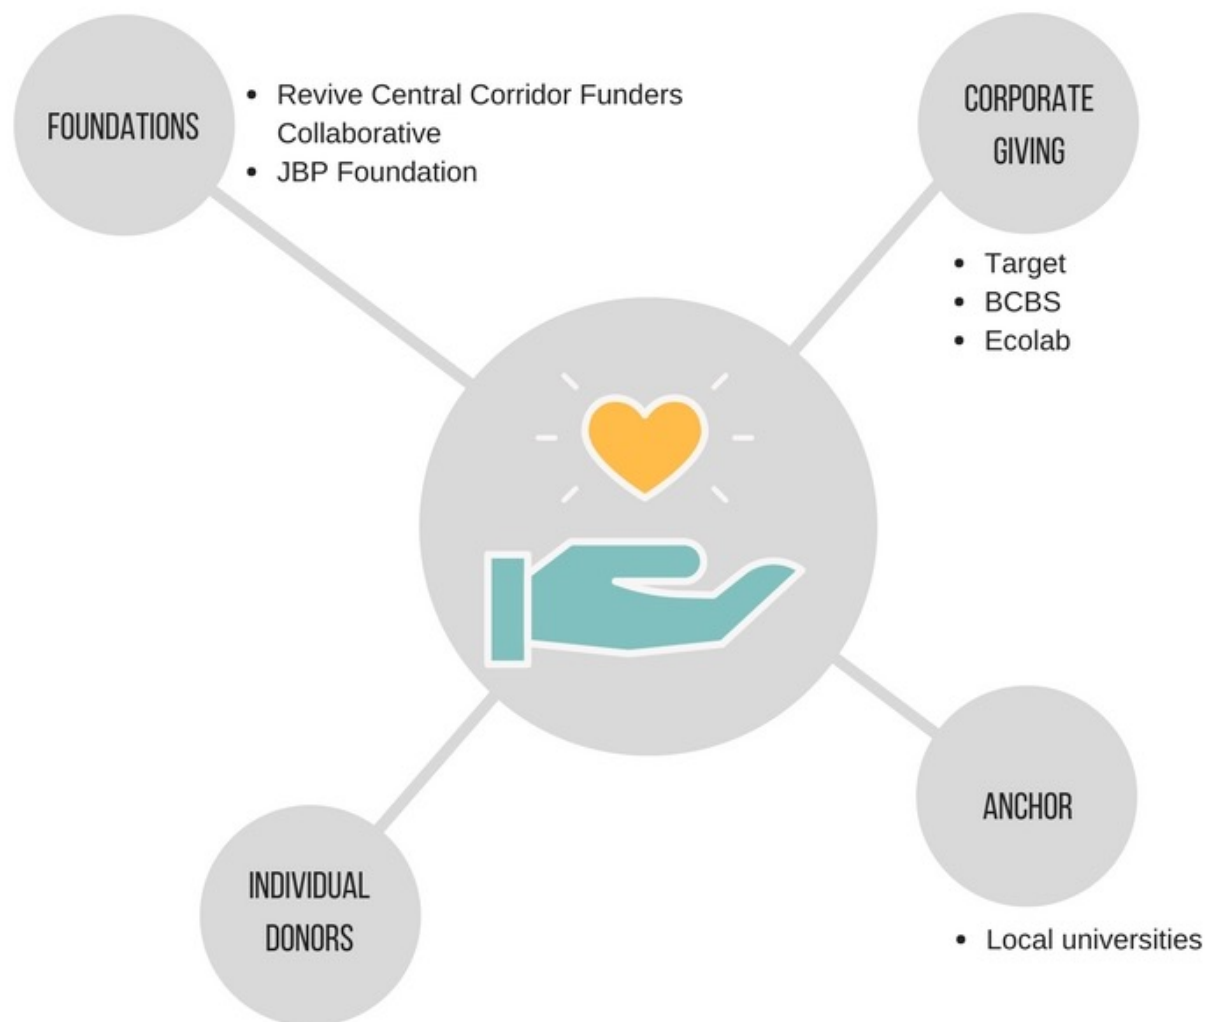 FOUNDATIONS
• Revive Central Corridor Funders
Collaborative
• JBP Foundation
CORPORATE
GIVING
• Target
• BCBS
• Ecolab
INDIVIDUAL
DONORS
ANCHOR
• Local universities